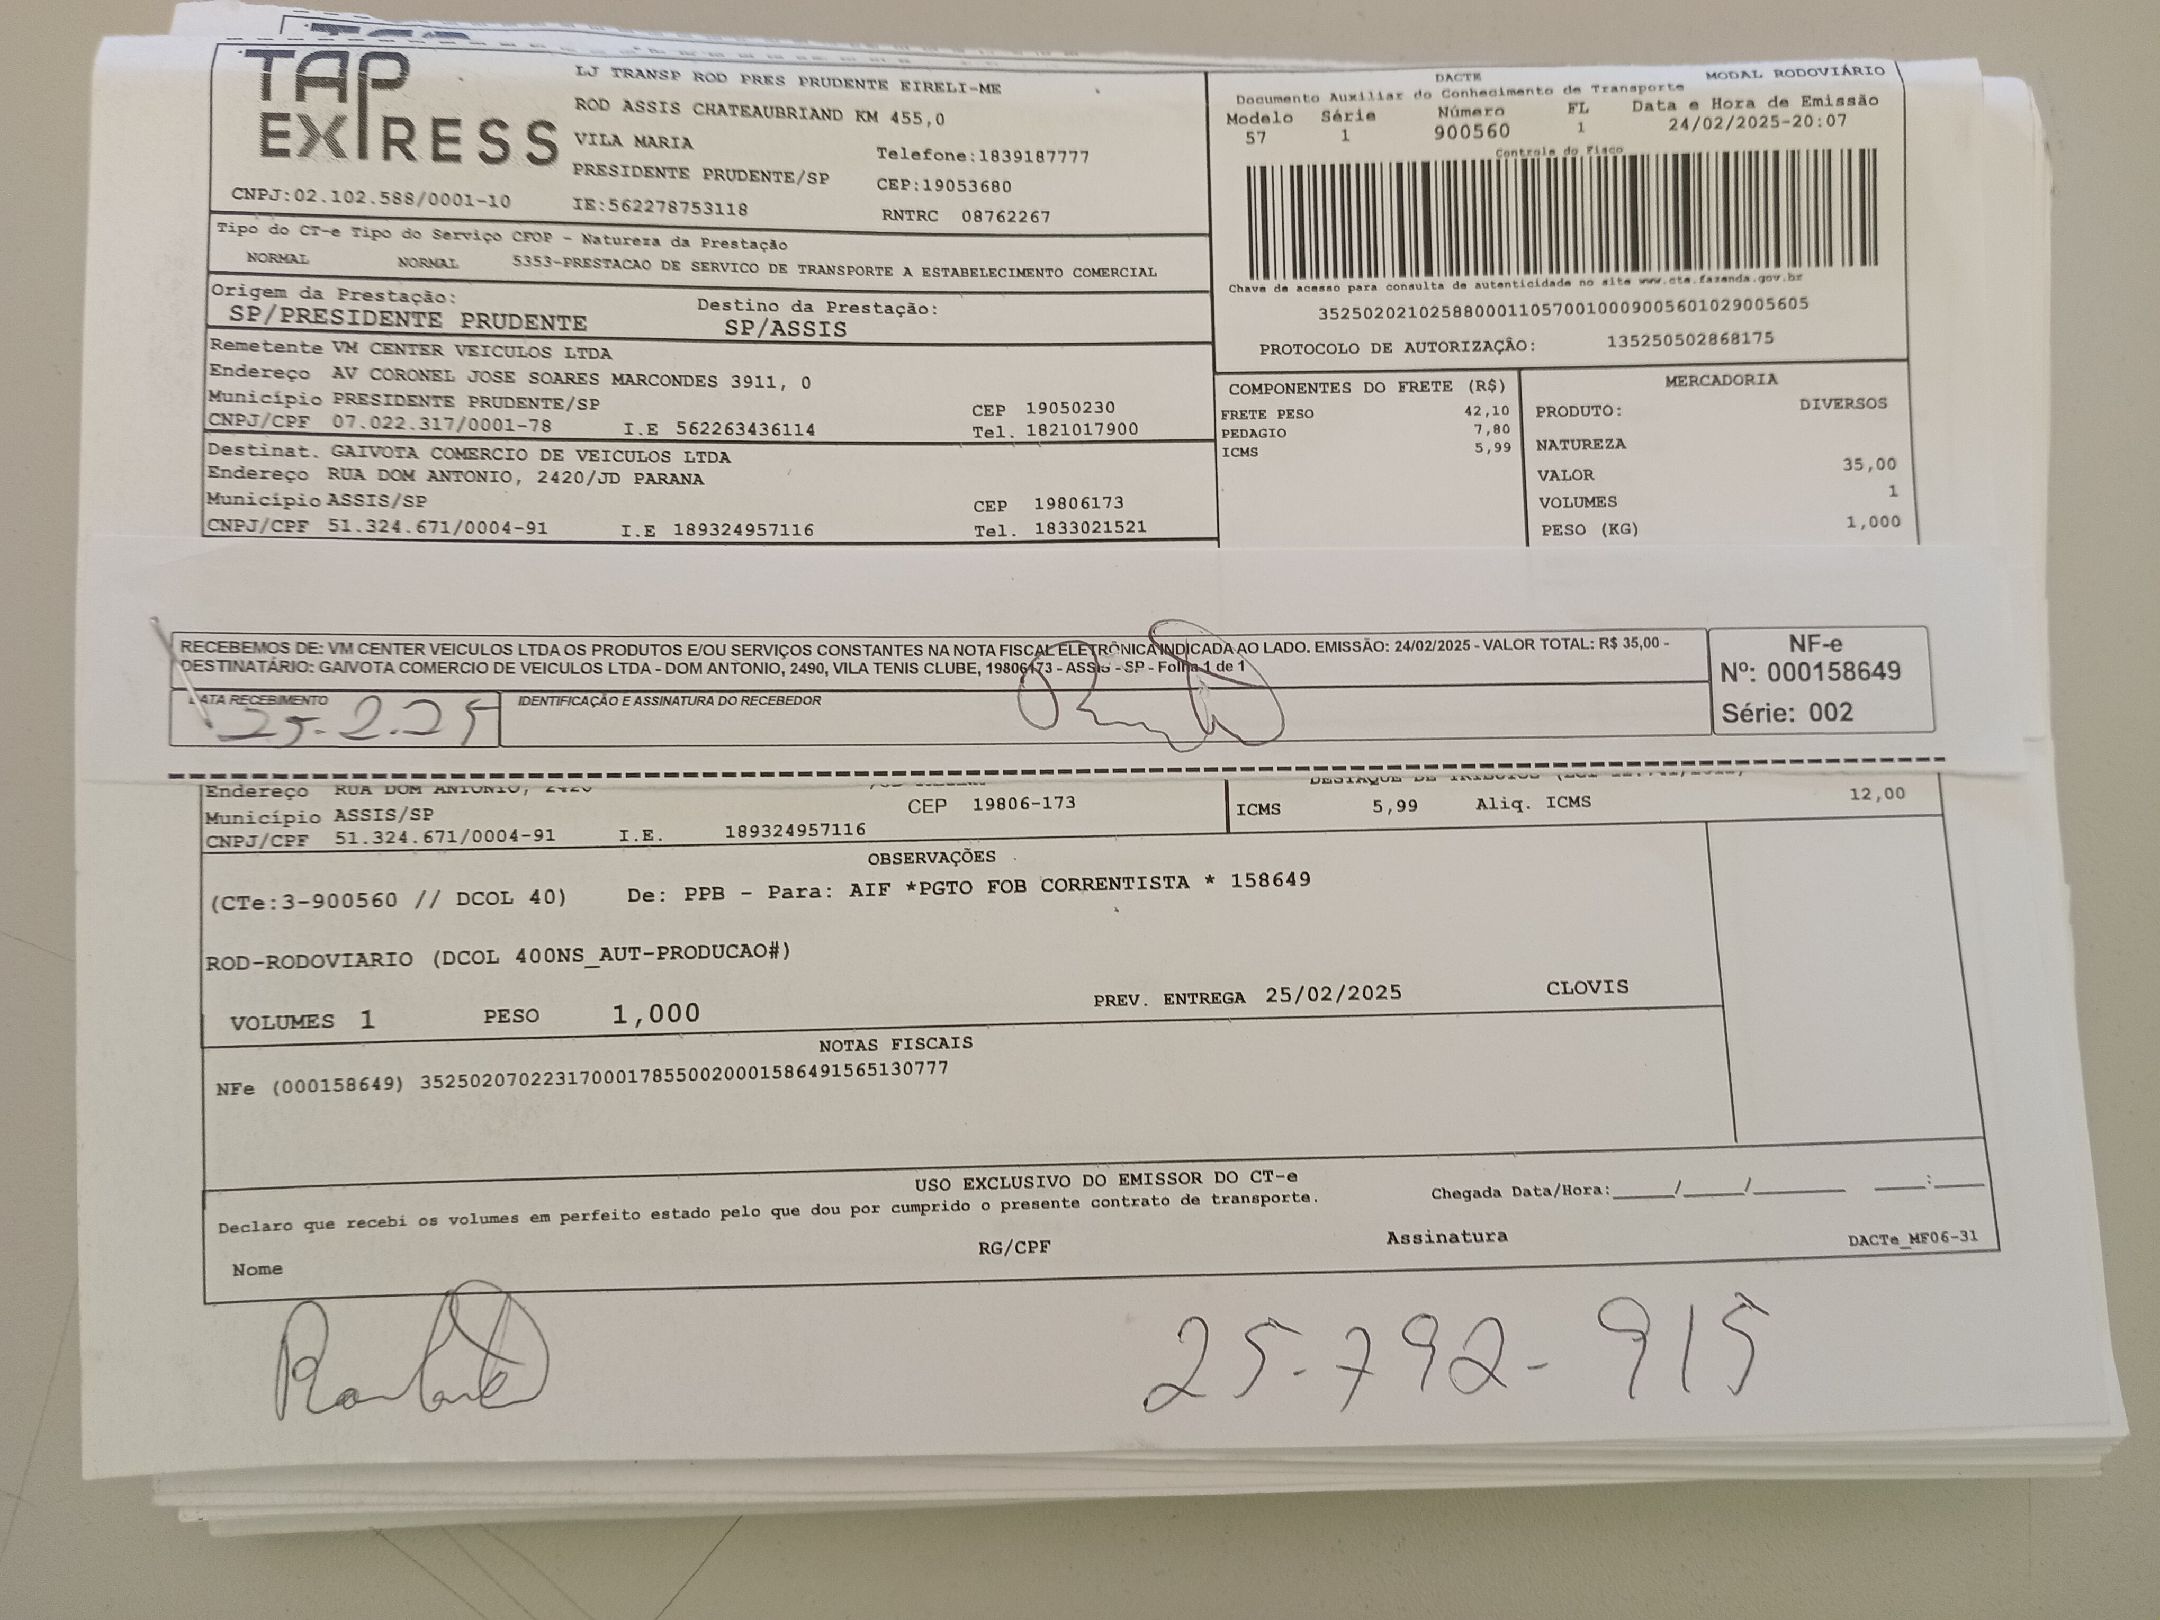 TAP
EXPRESS
LJ TRANSP ROD PRES PRUDENTE EIRELI-ME
ROD ASSIS CHATEAUBRIAND KM 455,0
VILA MARIA
Telefone:1839187777
PRESIDENTE PRUDENTE/SP
CEP:19053680
CNPJ:02.102.588/0001-10
IE:562278753118
RNTRC 08762267
DACTE
MODAL RODOVIÁRIO
Documento Auxiliar do Conhecimento de Transporte
Modelo Série Número FL Data e Hora de Emissão
57 1 900560 1 24/02/2025-20:07
Controle do Fisco
Chave de acesso para consulta de autenticidade no site www.cte.fazenda.gov.br
35250202102588000110570010009005601029005605
PROTOCOLO DE AUTORIZAÇÃO: 135250502868175
Tipo do CT-e Tipo do Serviço CFOP - Natureza da Prestação
NORMAL NORMAL 5353-PRESTACAO DE SERVICO DE TRANSPORTE A ESTABELECIMENTO COMERCIAL
Origem da Prestação: Destino da Prestação:
SP/PRESIDENTE PRUDENTE SP/ASSIS
Remetente VM CENTER VEICULOS LTDA
Endereço AV CORONEL JOSE SOARES MARCONDES 3911, 0
Município PRESIDENTE PRUDENTE/SP CEP 19050230
CNPJ/CPF 07.022.317/0001-78 I.E 562263436114 Tel. 1821017900
Destinat. GAIVOTA COMERCIO DE VEICULOS LTDA
Endereço RUA DOM ANTONIO, 2420/JD PARANA
Município ASSIS/SP CEP 19806173
CNPJ/CPF 51.324.671/0004-91 I.E 189324957116 Tel. 1833021521
COMPONENTES DO FRETE (R$)
FRETE PESO 42,10
PEDAGIO 7,80
ICMS 5,99
MERCADORIA
PRODUTO: DIVERSOS
NATUREZA
VALOR 35,00
VOLUMES 1
PESO (KG) 1,000
RECEBEMOS DE: VM CENTER VEICULOS LTDA OS PRODUTOS E/OU SERVIÇOS CONSTANTES NA NOTA FISCAL ELETRÔNICA INDICADA AO LADO. EMISSÃO: 24/02/2025 - VALOR TOTAL: R$ 35,00 -
DESTINATÁRIO: GAIVOTA COMERCIO DE VEICULOS LTDA - DOM ANTONIO, 2490, VILA TENIS CLUBE, 19806173 - ASSIS - SP - Folha 1 de 1
DATA RECEBIMENTO
25-2-25
IDENTIFICAÇÃO E ASSINATURA DO RECEBEDOR
NF-e
Nº: 000158649
Série: 002
Endereço RUA DOM ANTONIO, 2420
Município ASSIS/SP CEP 19806-173
CNPJ/CPF 51.324.671/0004-91 I.E. 189324957116
ICMS 5,99 Aliq. ICMS 12,00
OBSERVAÇÕES
(CTe:3-900560 // DCOL 40) De: PPB - Para: AIF *PGTO FOB CORRENTISTA * 158649
ROD-RODOVIARIO (DCOL 400NS_AUT-PRODUCAO#)
VOLUMES 1 PESO 1,000 PREV. ENTREGA 25/02/2025 CLOVIS
NOTAS FISCAIS
NFe (000158649) 35250207022317000178550020001586491565130777
USO EXCLUSIVO DO EMISSOR DO CT-e
Declaro que recebi os volumes em perfeito estado pelo que dou por cumprido o presente contrato de transporte.
Chegada Data/Hora:_____/_____/________ ____:____
Nome RG/CPF Assinatura DACTe_MF06-31
25-792-915